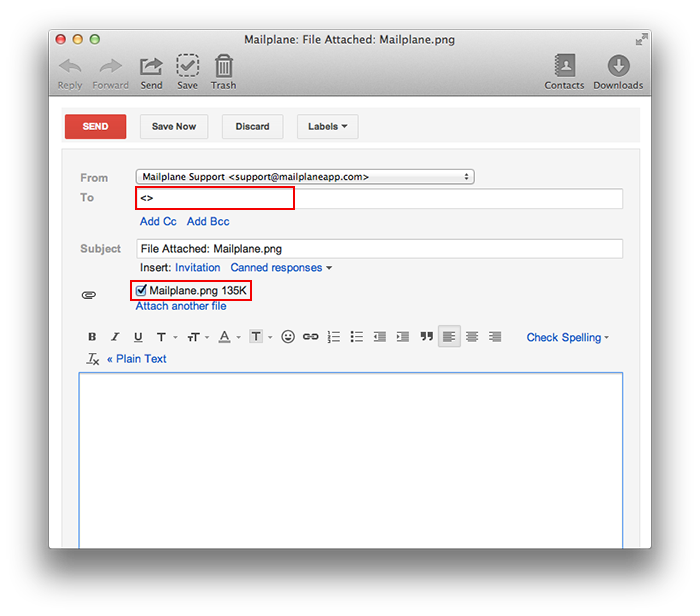 Mailplane: File Attached: Mailplane.png
Reply Forward Send Save Trash Contacts Downloads
SEND Save Now Discard Labels
From Mailplane Support <support@mailplaneapp.com>
To <>
Add Cc Add Bcc
Subject File Attached: Mailplane.png
Insert: Invitation Canned responses
Mailplane.png 135K
Attach another file
B I U T TT A T Check Spelling
Tx « Plain Text